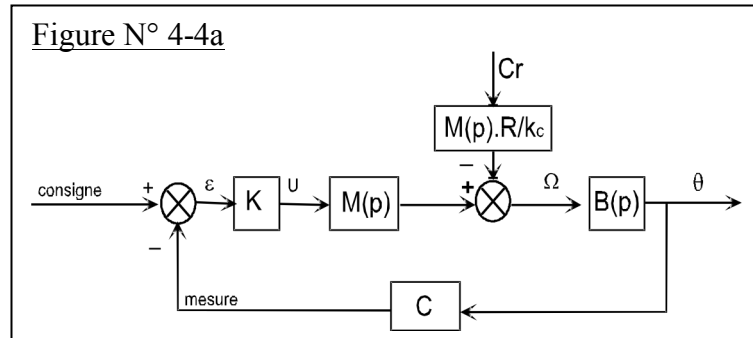 Figure N° 4-4a
Cr
M(p).R/kc
−
consigne
+
ε
K
U
M(p)
+
Ω
B(p)
θ
−
mesure
C